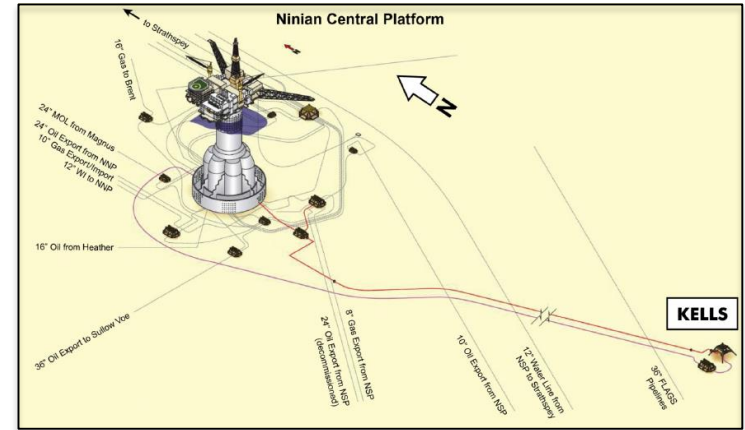 Ninian Central Platform
to Strathspey
16" Gas to Brent
N
24" MOL from Magnus
24" Oil Export from NNP
10" Gas Export/Import
12" WI to NNP
16" Oil from Heather
36" Oil Export to Sullow Voe
KELLS
8" Gas Export from NSP
24" Oil Export from NSP
(decommissioned)
10" Oil Export from NSP
12" Water Line from
NSP to Strathspey
36" FLAGS
Pipelines